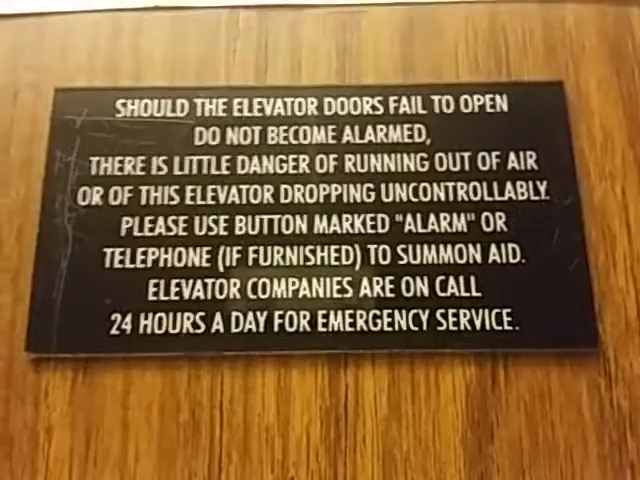 SHOULD THE ELEVATOR DOORS FAIL TO OPEN
DO NOT BECOME ALARMED,
THERE IS LITTLE DANGER OF RUNNING OUT OF AIR
OR OF THIS ELEVATOR DROPPING UNCONTROLLABLY.
PLEASE USE BUTTON MARKED "ALARM" OR
TELEPHONE (IF FURNISHED) TO SUMMON AID.
ELEVATOR COMPANIES ARE ON CALL
24 HOURS A DAY FOR EMERGENCY SERVICE.